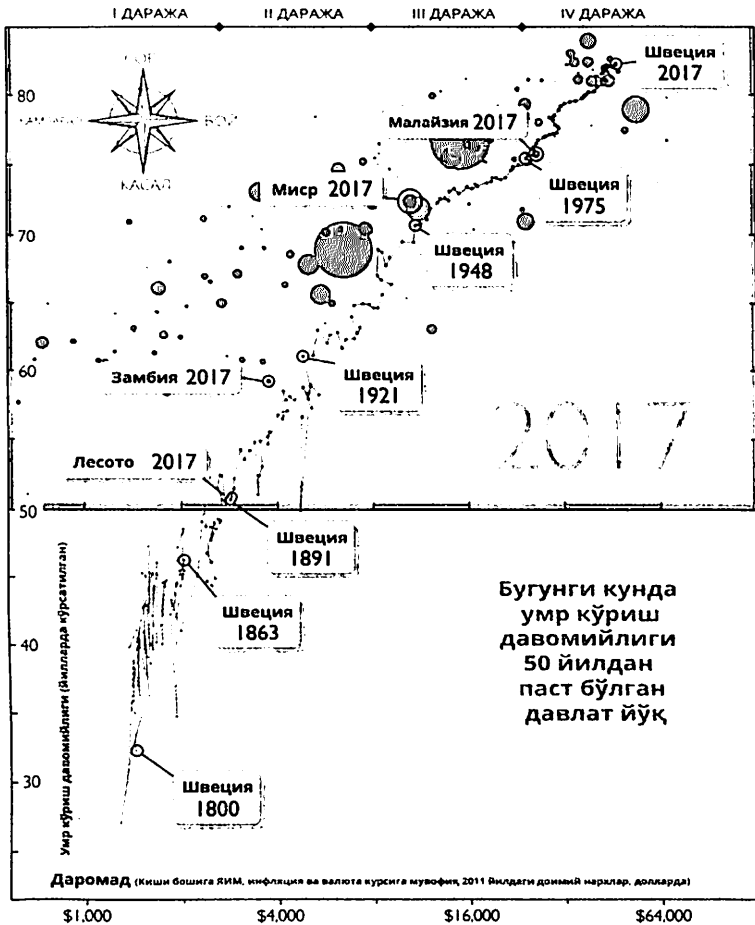 I ДАРАЖА
II ДАРАЖА
III ДАРАЖА
IV ДАРАЖА
80
70
60
50
40
30
БОЙ
КАСАЛ
Швеция
2017
Малайзия 2017
Швеция
1975
Миср 2017
Швеция
1948
Замбия 2017
Швеция
1921
2017
Лесото 2017
Швеция
1891
Швеция
1863
Швеция
1800
Бугунги кунда
умр кўриш
давомийлиги
50 йилдан
паст бўлган
давлат йўқ
Умр кўриш давомийлиги (йилларда кўрсатилган)
Даромад (Киши бошига ЯИМ, инфляция ва валюта курсига мувофиқ 2011 йилдаги доимий нархлар, долларда)
$1,000
$4,000
$16,000
$64,000